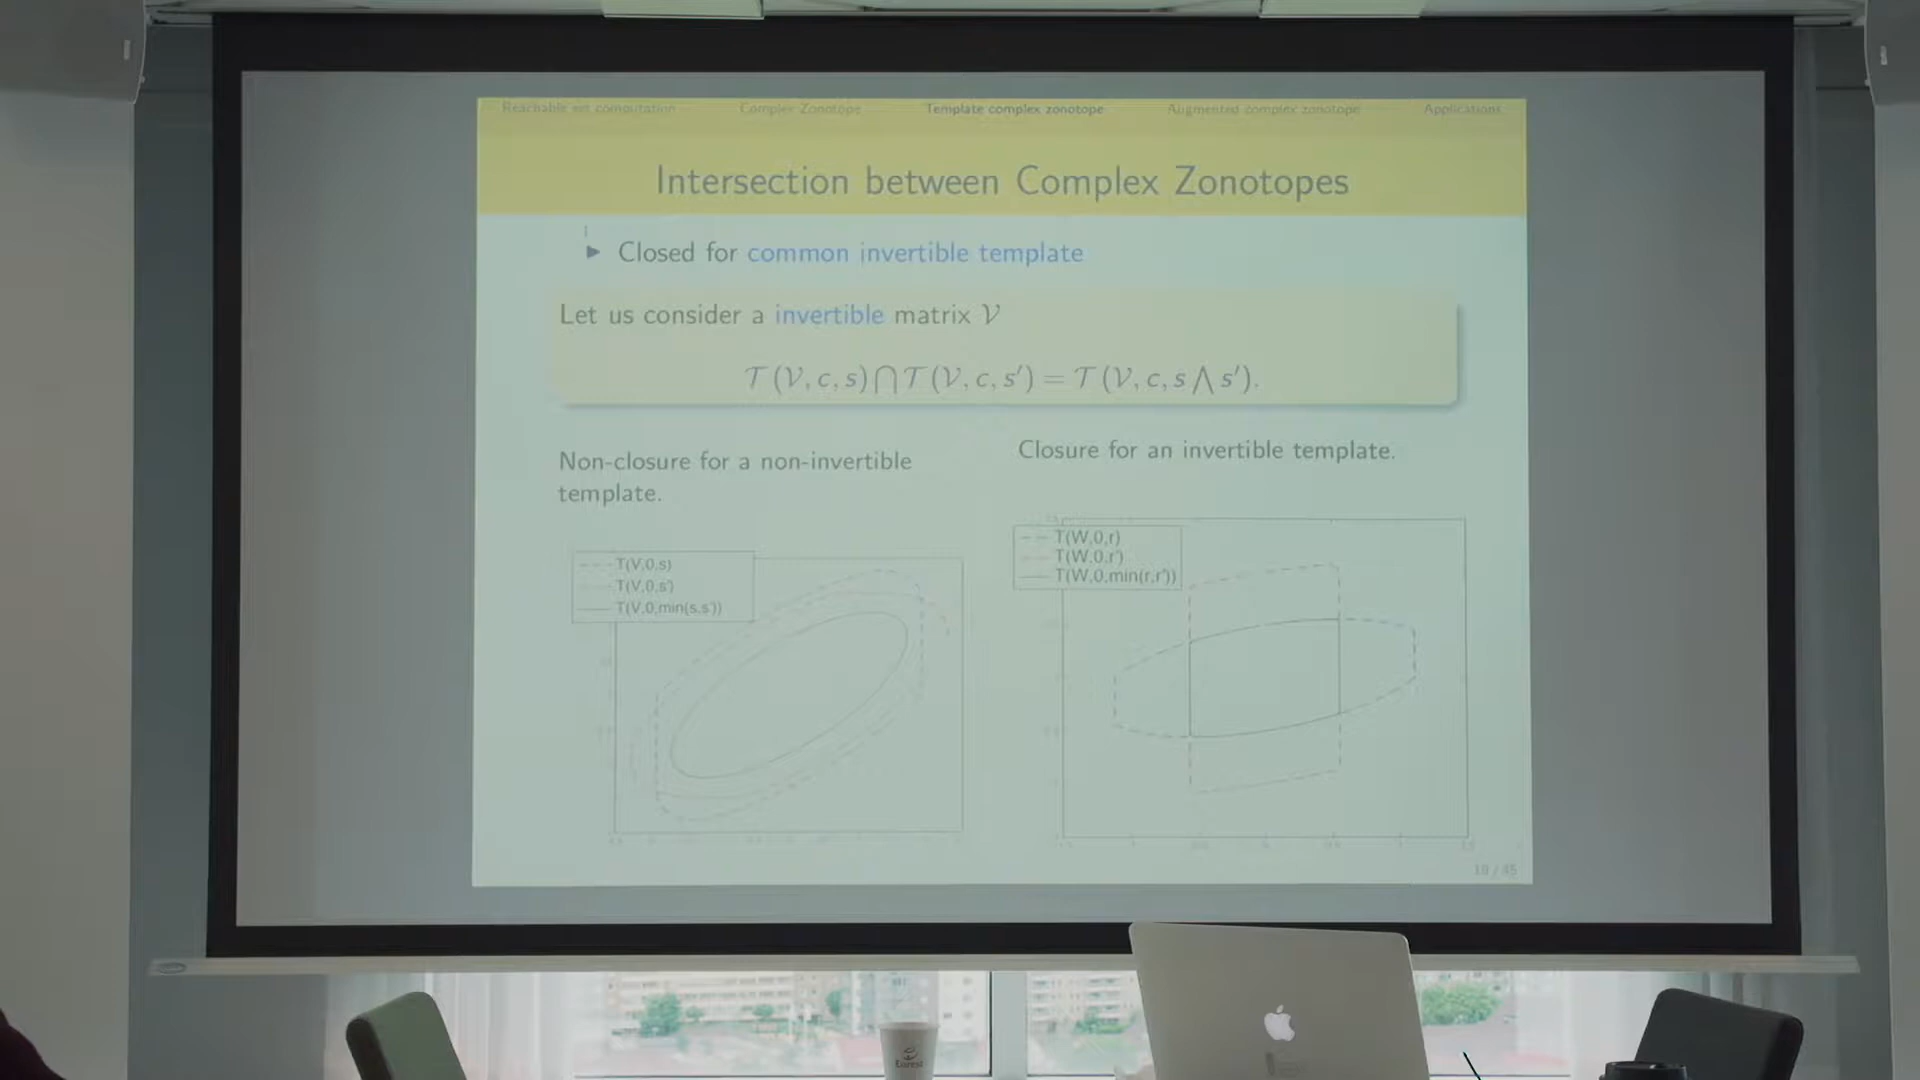 Reachable set computation Complex Zonotope Template complex zonotope Augmented complex zonotope Applications
Intersection between Complex Zonotopes
▶ Closed for common invertible template
Let us consider a invertible matrix 𝒱
𝒯 (𝒱, c, s) ⋂ 𝒯 (𝒱, c, s′) = 𝒯 (𝒱, c, s ⋀ s′).
Non-closure for a non-invertible
template.
T(V,0,s)
T(V,0,s')
T(V,0,min(s,s'))
Closure for an invertible template.
T(W,0,r)
T(W,0,r')
T(W,0,min(r,r'))
18 / 45